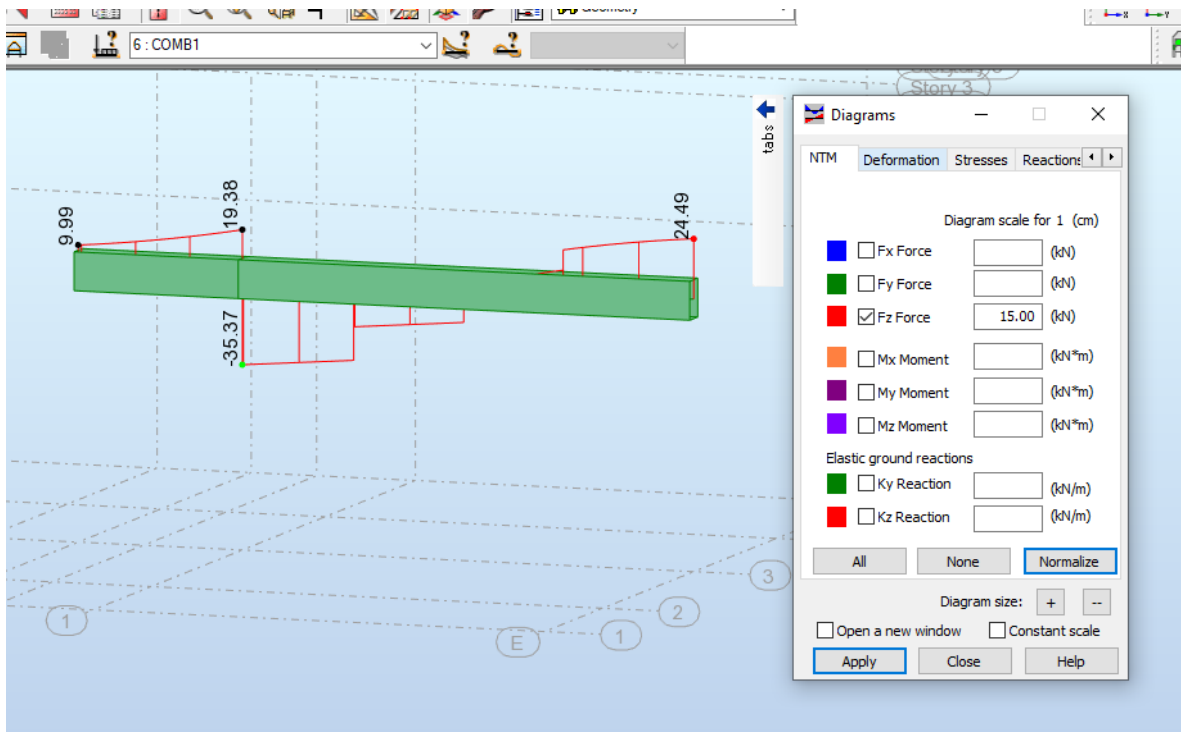 Geometry
6 : COMB1
Story 3
tabs
Diagrams
NTM Deformation Stresses Reactions
Diagram scale for 1 (cm)
Fx Force (kN)
Fy Force (kN)
Fz Force 15.00 (kN)
Mx Moment (kN*m)
My Moment (kN*m)
Mz Moment (kN*m)
Elastic ground reactions
Ky Reaction (kN/m)
Kz Reaction (kN/m)
All None Normalize
Diagram size: + --
Open a new window Constant scale
Apply Close Help
9.99
19.38
-35.37
24.49
3
2
1
E
1